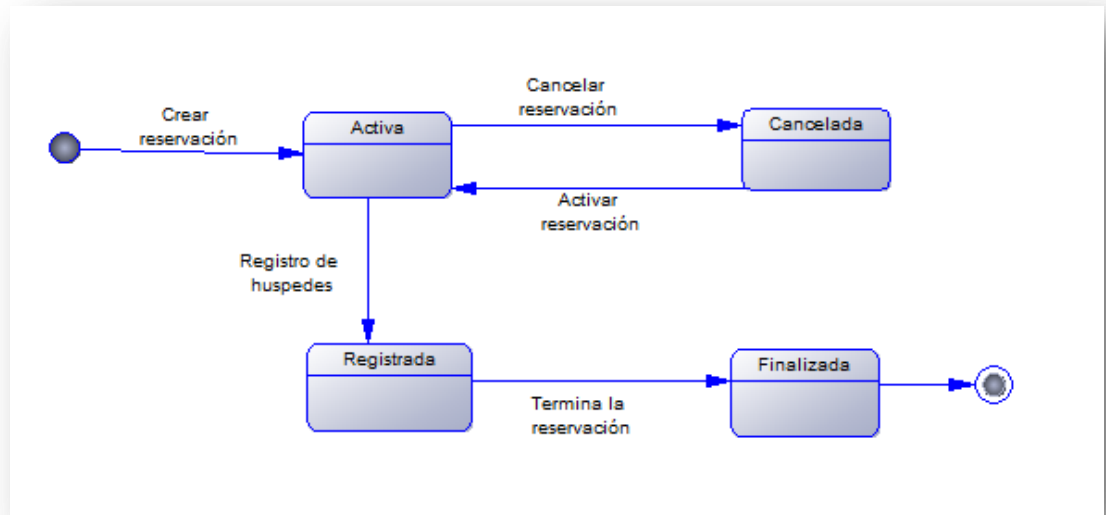 Crear
reservación
Activa
Cancelar
reservación
Cancelada
Activar
reservación
Registro de
huspedes
Registrada
Termina la
reservación
Finalizada